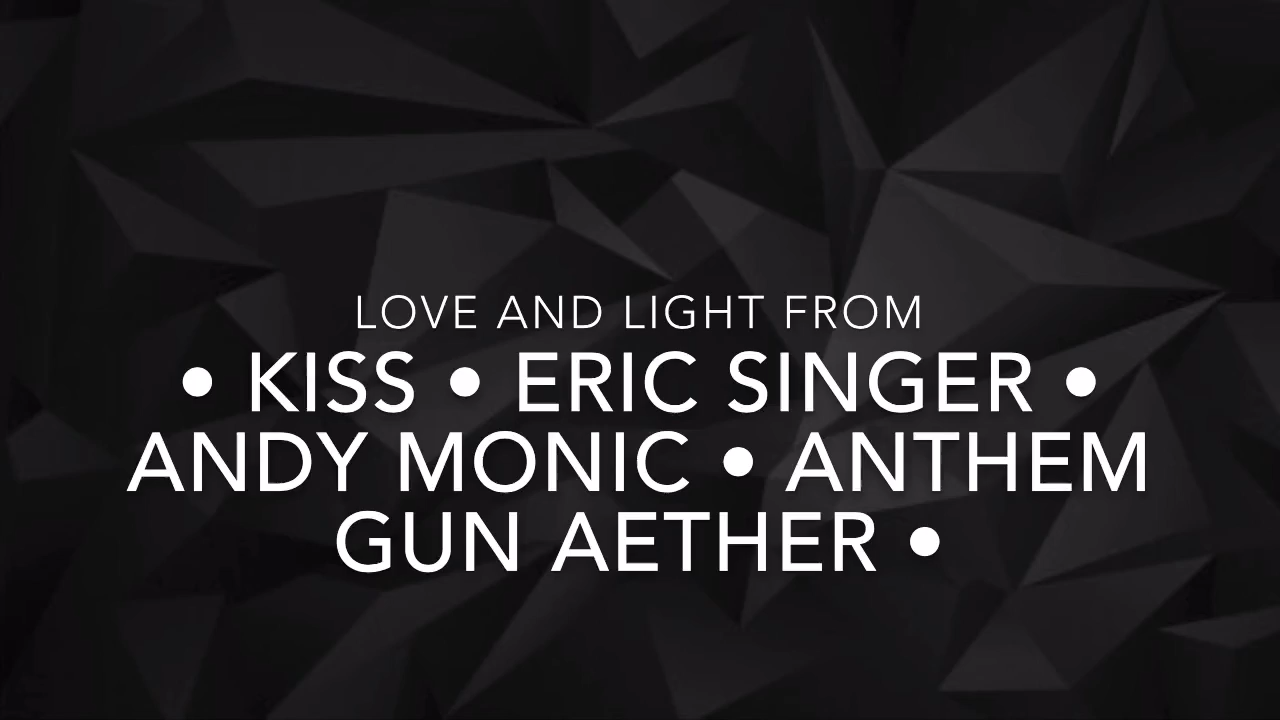 LOVE AND LIGHT FROM
• KISS • ERIC SINGER •
ANDY MONIC • ANTHEM
GUN AETHER •